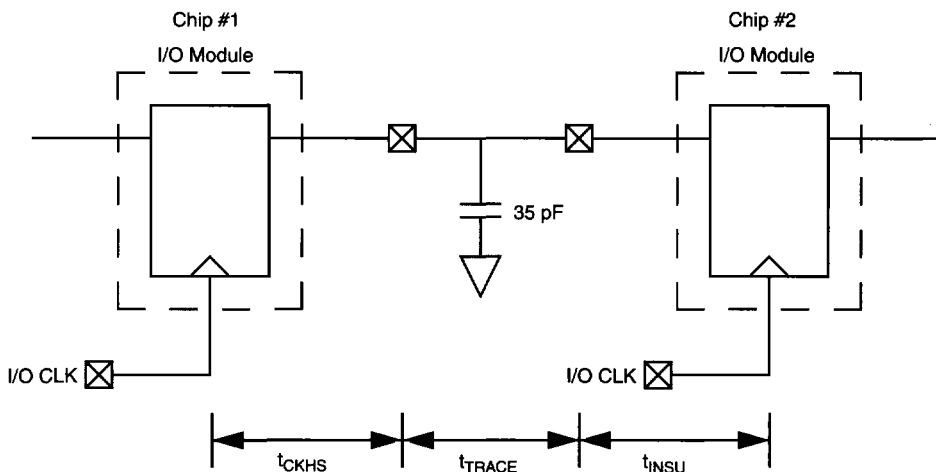 Chip #1
I/O Module
Chip #2
I/O Module
35 pF
I/O CLK
I/O CLK
tCKHS
tTRACE
tINSU